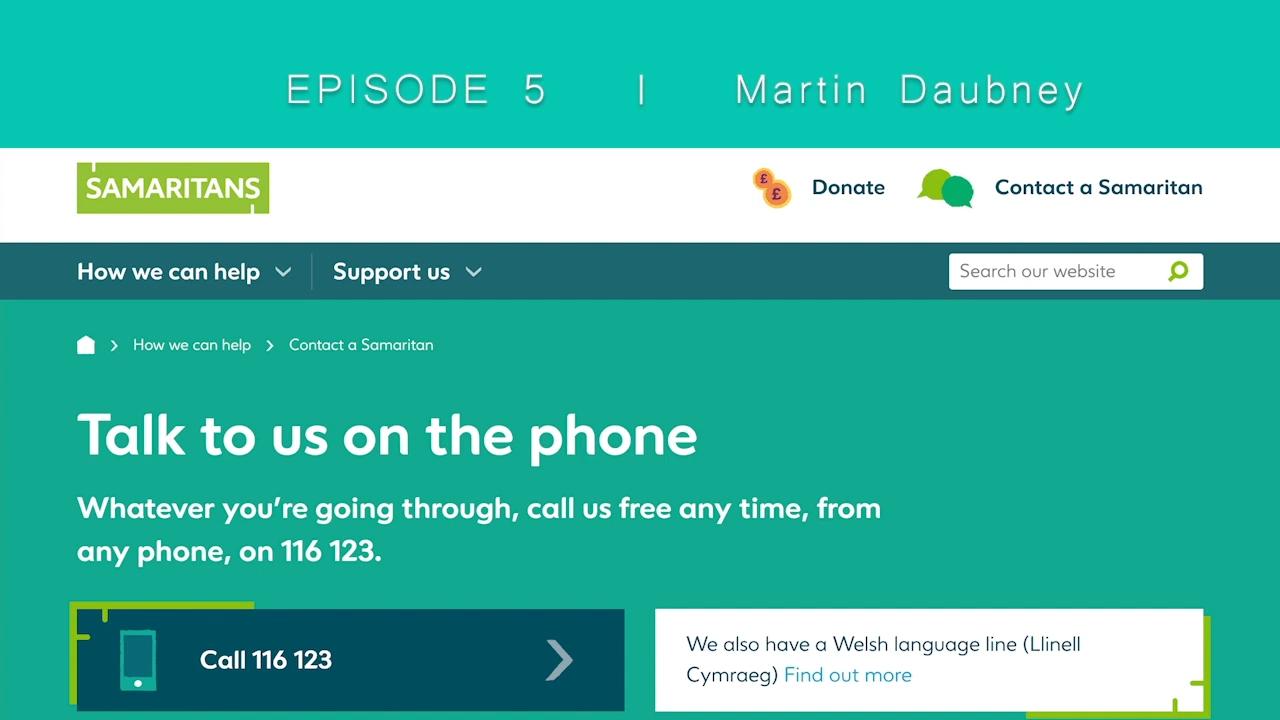 EPISODE 5 | Martin Daubney
SAMARITANS
£
£
Donate
Contact a Samaritan
How we can help
Support us
Search our website
How we can help
Contact a Samaritan
Talk to us on the phone
Whatever you’re going through, call us free any time, from
any phone, on 116 123.
Call 116 123
We also have a Welsh language line (Llinell
Cymraeg) Find out more